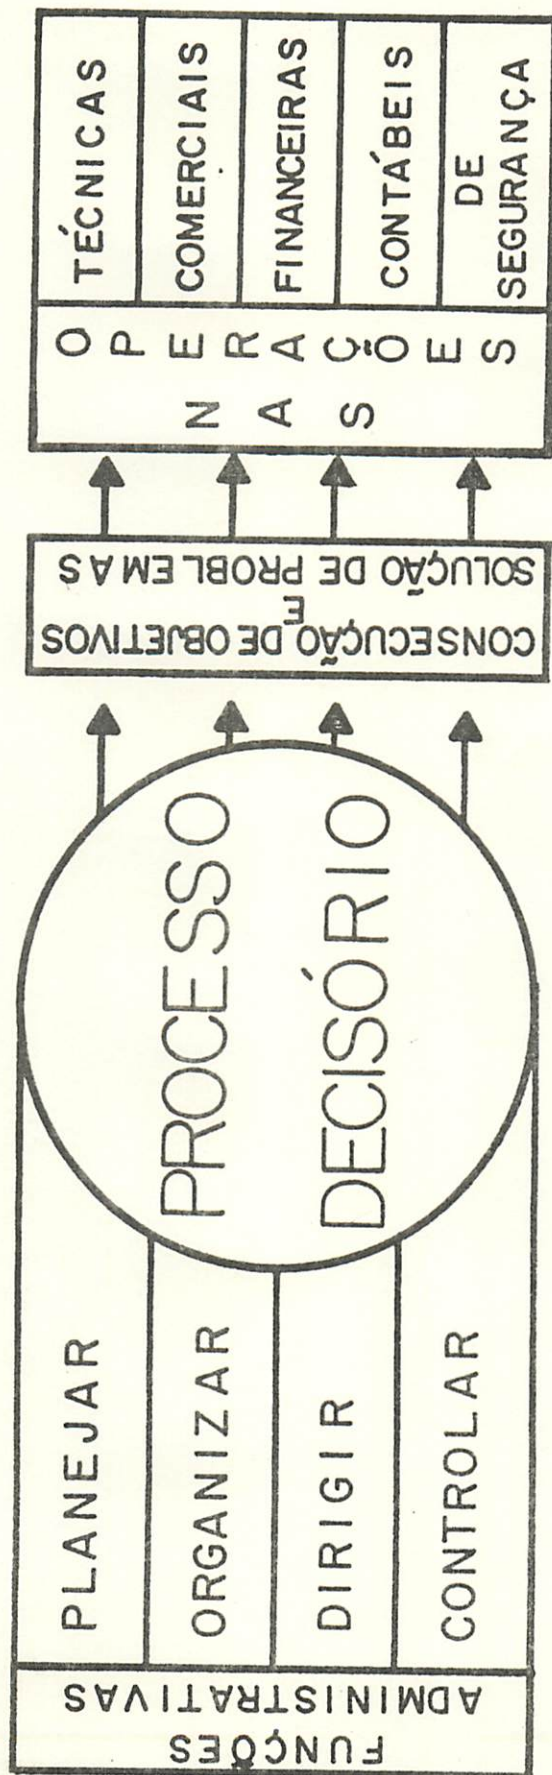 FUNÇÕES
ADMINISTRATIVAS
PLANEJAR
ORGANIZAR
DIRIGIR
CONTROLAR
PROCESSO
DECISÓRIO
CONSECUÇÃO DE OBJETIVOS
E
SOLUÇÃO DE PROBLEMAS
NAS
OPERAÇÕES
TÉCNICAS
COMERCIAIS
FINANCEIRAS
CONTÁBEIS
DE
SEGURANÇA